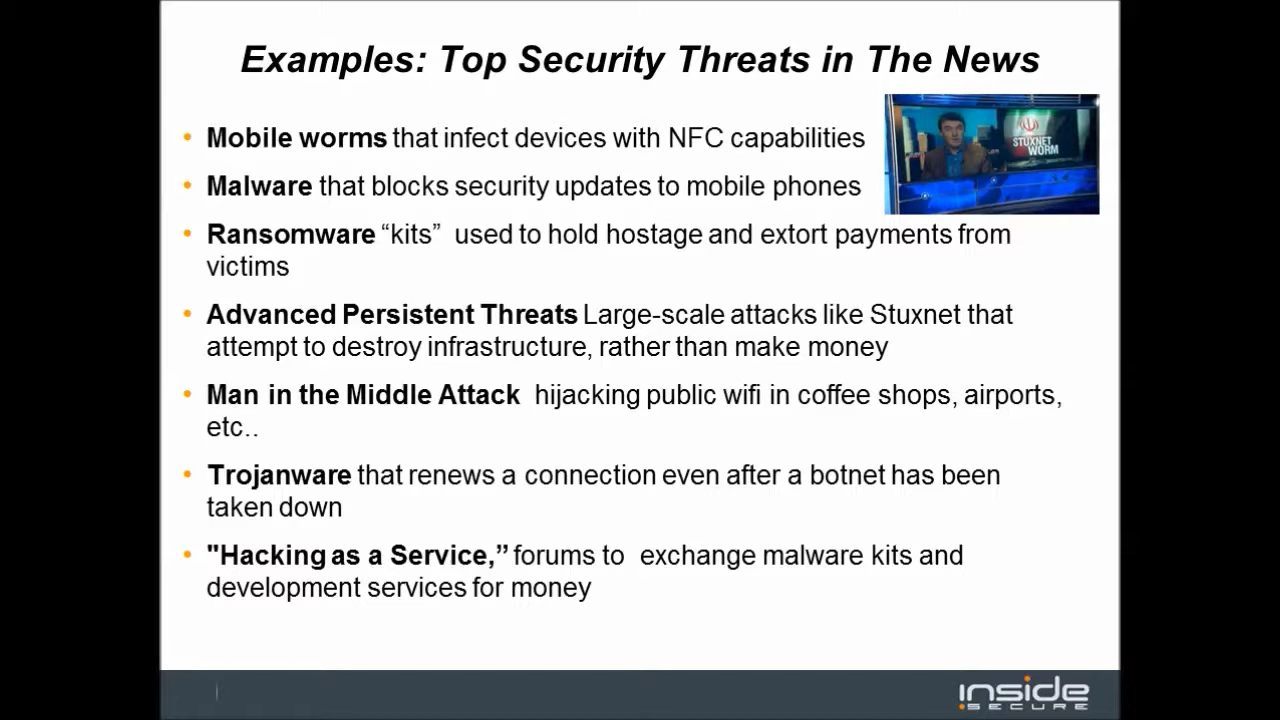 Examples: Top Security Threats in The News
• Mobile worms that infect devices with NFC capabilities
STUXNET
WORM
• Malware that blocks security updates to mobile phones
• Ransomware “kits”  used to hold hostage and extort payments from
victims
• Advanced Persistent Threats Large-scale attacks like Stuxnet that
attempt to destroy infrastructure, rather than make money
• Man in the Middle Attack  hijacking public wifi in coffee shops, airports,
etc..
• Trojanware that renews a connection even after a botnet has been
taken down
• "Hacking as a Service,” forums to  exchange malware kits and
development services for money
inside
SECURE